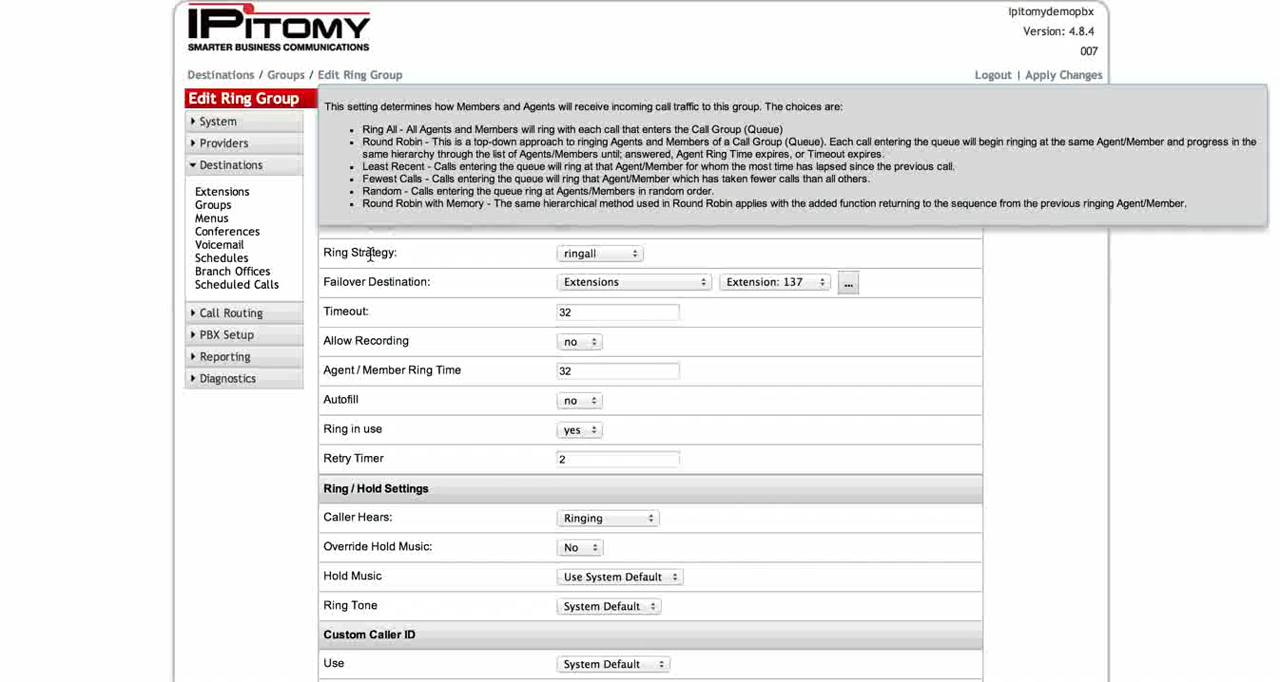 IPITOMY
SMARTER BUSINESS COMMUNICATIONS
Ipitomydemopbx
Version: 4.8.4
007
Destinations / Groups / Edit Ring Group
Logout | Apply Changes
Edit Ring Group
System
Providers
Destinations
Extensions
Groups
Menus
Conferences
Voicemail
Schedules
Branch Offices
Scheduled Calls
Call Routing
PBX Setup
Reporting
Diagnostics
This setting determines how Members and Agents will receive incoming call traffic to this group. The choices are:
• Ring All - All Agents and Members will ring with each call that enters the Call Group (Queue)
• Round Robin - This is a top-down approach to ringing Agents and Members of a Call Group (Queue). Each call entering the queue will begin ringing at the same Agent/Member and progress in the
same hierarchy through the list of Agents/Members until; answered, Agent Ring Time expires, or Timeout expires.
• Least Recent - Calls entering the queue will ring at that Agent/Member for whom the most time has lapsed since the previous call.
• Fewest Calls - Calls entering the queue will ring that Agent/Member which has taken fewer calls than all others.
• Random - Calls entering the queue ring at Agents/Members in random order.
• Round Robin with Memory - The same hierarchical method used in Round Robin applies with the added function returning to the sequence from the previous ringing Agent/Member.
Ring Strategy: ringall
Failover Destination: Extensions Extension: 137 ...
Timeout: 32
Allow Recording no
Agent / Member Ring Time 32
Autofill no
Ring in use yes
Retry Timer 2
Ring / Hold Settings
Caller Hears: Ringing
Override Hold Music: No
Hold Music Use System Default
Ring Tone System Default
Custom Caller ID
Use System Default